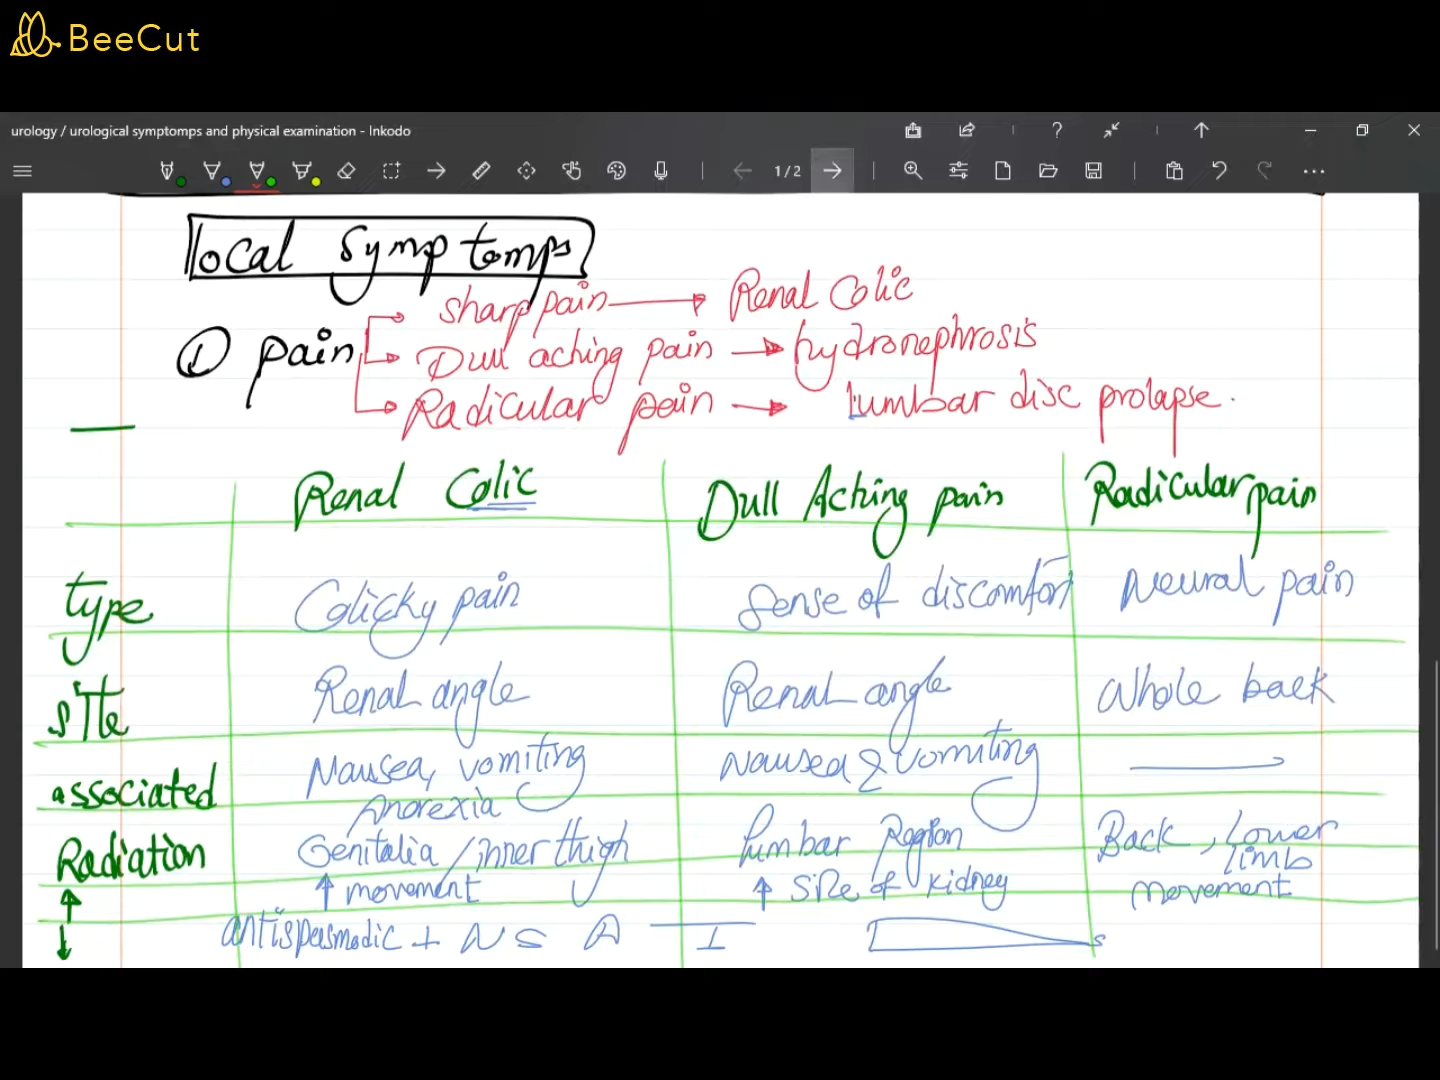 BeeCut
urology / urological symptomps and physical examination - Inkodo
1/2
local symptomps
① pain
sharp pain → Renal Colic
Dull aching pain → hydronephrosis
Radicular pain → Lumbar disc prolapse.
Renal Colic Dull Aching pain Radicular pain
type Colicky pain Sense of discomfort Neural pain
site Renal angle Renal angle Whole back
associated Nausea, vomiting Nausea & vomiting
Anorexia
Radiation Genitalia / inner thigh lumbar Region Back, Lower limb
↑ ↑ movement ↑ size of kidney movement
↓ antispasmodic + NSA I